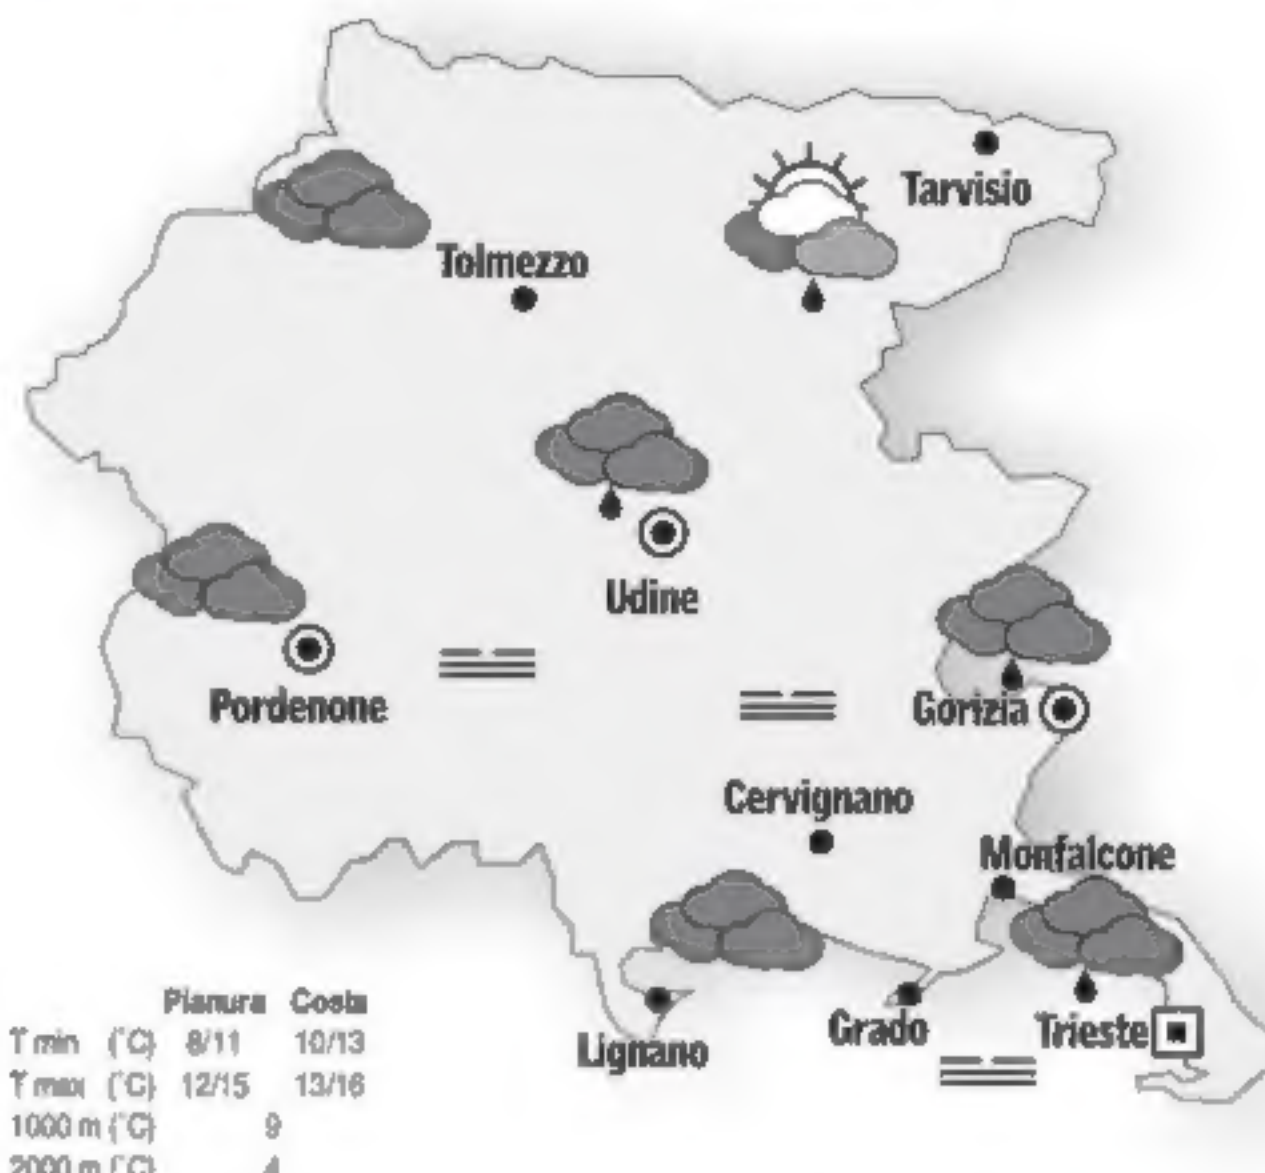 Tarvisio
Tolmezzo
Udine
Pordenone
Gorizia
Cervignano
Monfalcone
Lignano
Grado
Trieste
Pianura Costa
T min (°C) 8/11 10/13
T max (°C) 12/15 13/16
1000 m (°C) 9
2000 m (°C) 4